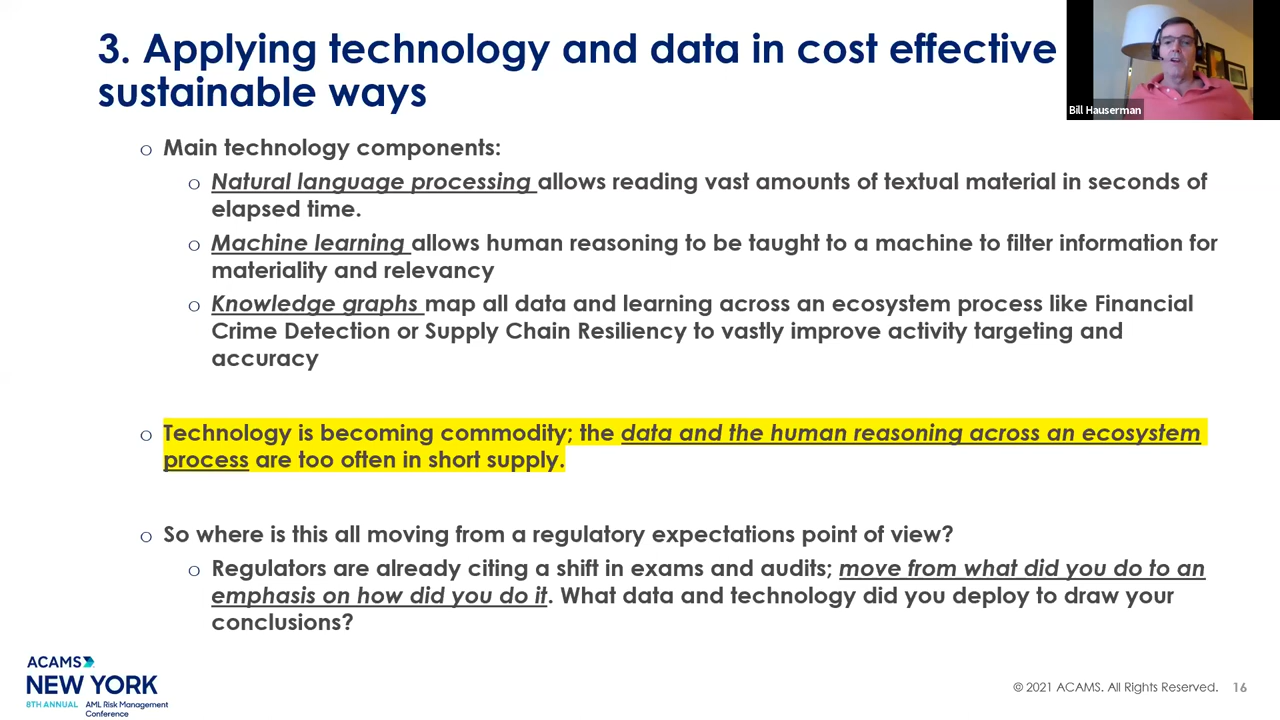 3. Applying technology and data in cost effective
sustainable ways
Bill Hauserman
o Main technology components:
o Natural language processing allows reading vast amounts of textual material in seconds of
elapsed time.
o Machine learning allows human reasoning to be taught to a machine to filter information for
materiality and relevancy
o Knowledge graphs map all data and learning across an ecosystem process like Financial
Crime Detection or Supply Chain Resiliency to vastly improve activity targeting and
accuracy
o Technology is becoming commodity; the data and the human reasoning across an ecosystem
process are too often in short supply.
o So where is this all moving from a regulatory expectations point of view?
o Regulators are already citing a shift in exams and audits; move from what did you do to an
emphasis on how did you do it. What data and technology did you deploy to draw your
conclusions?
ACAMS
NEW YORK
8TH ANNUAL AML Risk Management
Conference
© 2021 ACAMS. All Rights Reserved. 16